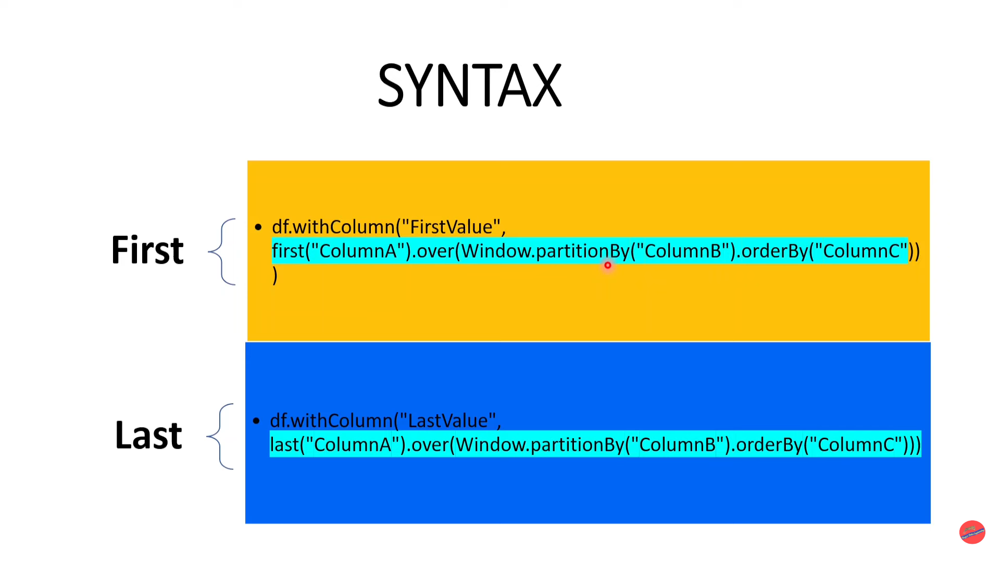 SYNTAX
First
• df.withColumn("FirstValue",
first("ColumnA").over(Window.partitionBy("ColumnB").orderBy("ColumnC"))
)
Last
• df.withColumn("LastValue",
last("ColumnA").over(Window.partitionBy("ColumnB").orderBy("ColumnC")))